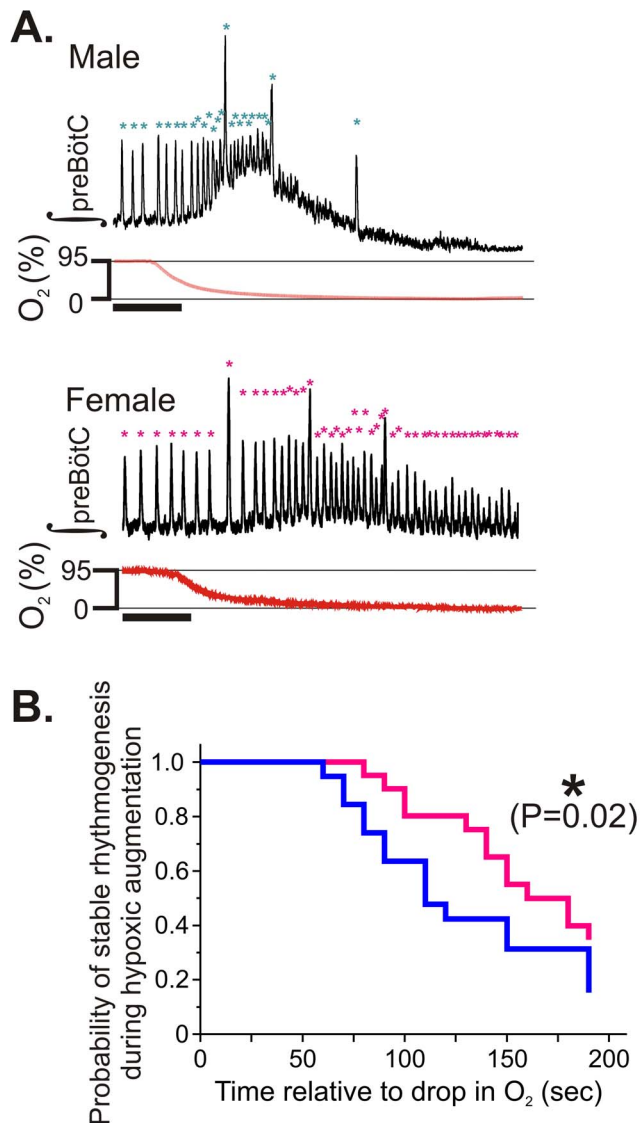 A.
Male
∫preBötC
O₂ (%)
95
0
Female
∫preBötC
O₂ (%)
95
0
B.
Probability of stable rhythmogenesis
during hypoxic augmentation
1.0
0.8
0.6
0.4
0.2
0
*
(P=0.02)
0 50 100 150 200
Time relative to drop in O₂ (sec)